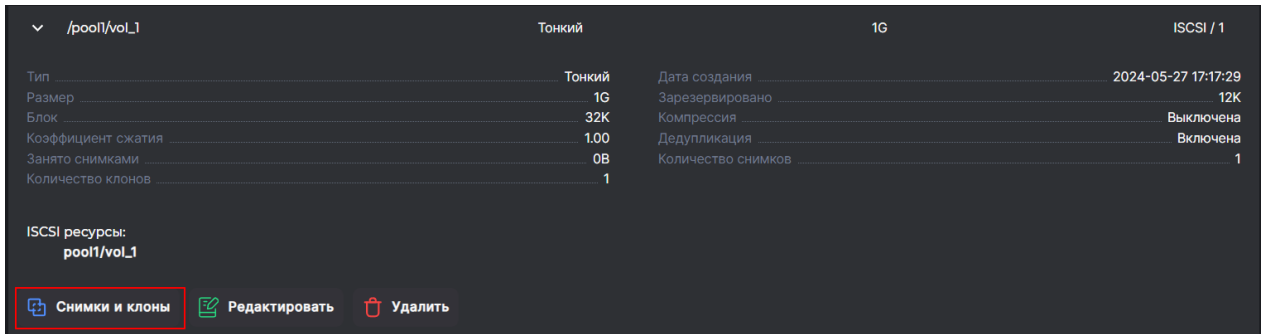 /pool1/vol_1 Тонкий 1G ISCSI / 1
Тип Тонкий Дата создания 2024-05-27 17:17:29
Размер 1G Зарезервировано 12K
Блок 32K Компрессия Выключена
Коэффициент сжатия 1.00 Дедупликация Включена
Занято снимками 0B Количество снимков 1
Количество клонов 1
ISCSI ресурсы:
pool1/vol_1
Снимки и клоны Редактировать Удалить